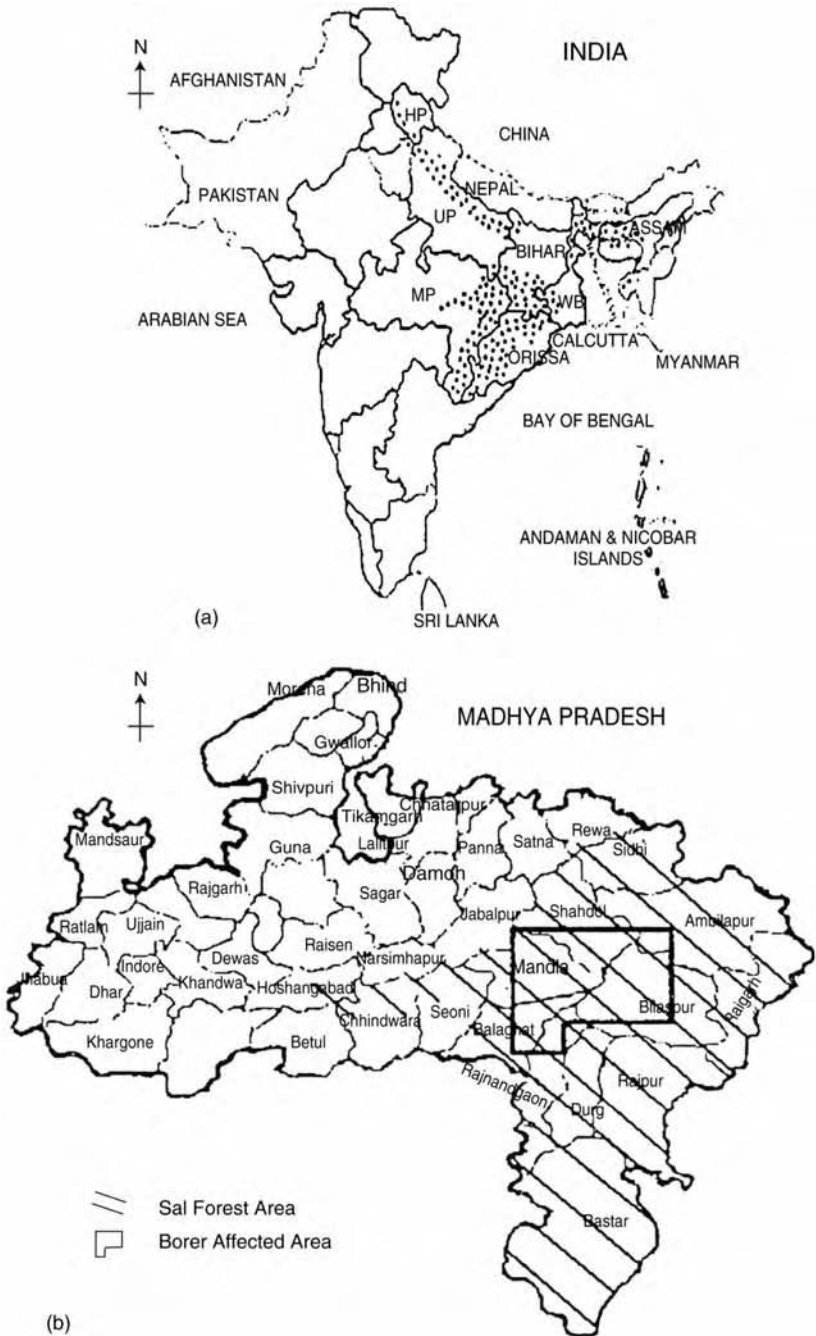 N
INDIA
AFGHANISTAN
HP
CHINA
PAKISTAN
NEPAL
UP
ASSAM
BIHAR
MP
WB
ARABIAN SEA
CALCUTTA
ORISSA
MYANMAR
BAY OF BENGAL
ANDAMAN & NICOBAR
ISLANDS
(a)
SRI LANKA
N
MADHYA PRADESH
Morena
Bhind
Gwallor
Shivpuri
Chhatarpur
Tikamgarh
Mandsaur
Guna
Lalitpur
Panna
Satna
Rewa
Sidhi
Damoh
Rajgarh
Sagar
Jabalpur
Shahdol
Ambilapur
Ratlam
Ujjain
Raisen
Indore
Dewas
Narsimhapur
Mandla
Jhabua
Dhar
Khandwa
Hoshangabad
Seoni
Bilaspur
Raigarh
Chhindwara
Balaghat
Khargone
Betul
Rajnandgaon
Durg
Raipur
Sal Forest Area
Bastar
Borer Affected Area
(b)